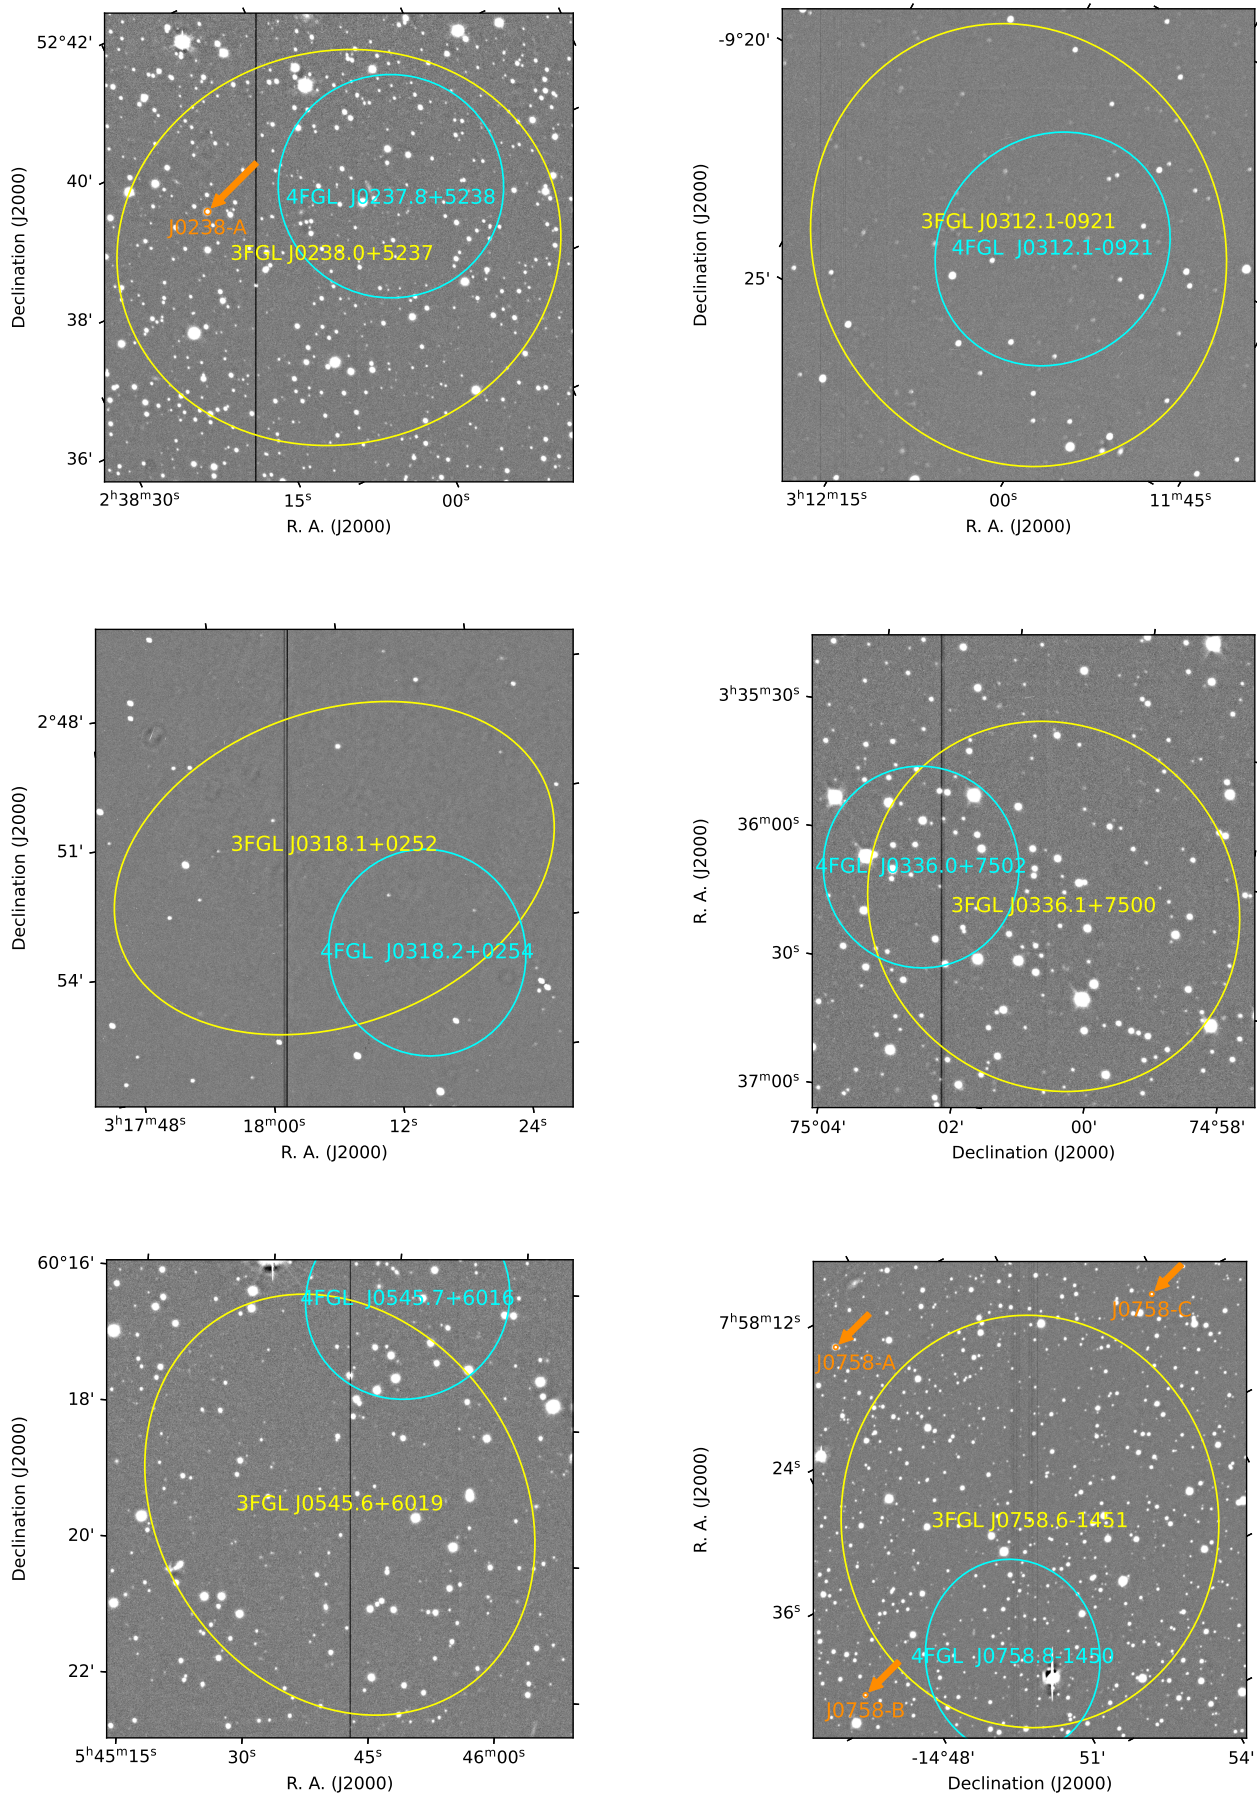 52°42'
40'
38'
36'
Declination (J2000)
4FGL J0237.8+5238
J0238-A
3FGL J0238.0+5237
2ʰ38ᵐ30ˢ 15ˢ 00ˢ
R. A. (J2000)
-9°20'
25'
Declination (J2000)
3FGL J0312.1-0921
4FGL J0312.1-0921
3ʰ12ᵐ15ˢ 00ˢ 11ᵐ45ˢ
R. A. (J2000)
2°48'
51'
54'
Declination (J2000)
3FGL J0318.1+0252
4FGL J0318.2+0254
3ʰ17ᵐ48ˢ 18ᵐ00ˢ 12ˢ 24ˢ
R. A. (J2000)
3ʰ35ᵐ30ˢ
36ᵐ00ˢ
30ˢ
37ᵐ00ˢ
R. A. (J2000)
4FGL J0336.0+7502
3FGL J0336.1+7500
75°04' 02' 00' 74°58'
Declination (J2000)
60°16'
18'
20'
22'
Declination (J2000)
4FGL J0545.7+6016
3FGL J0545.6+6019
5ʰ45ᵐ15ˢ 30ˢ 45ˢ 46ᵐ00ˢ
R. A. (J2000)
7ʰ58ᵐ12ˢ
24ˢ
36ˢ
R. A. (J2000)
J0758-C
J0758-A
3FGL J0758.6-1451
4FGL J0758.8-1450
J0758-B
-14°48' 51' 54'
Declination (J2000)